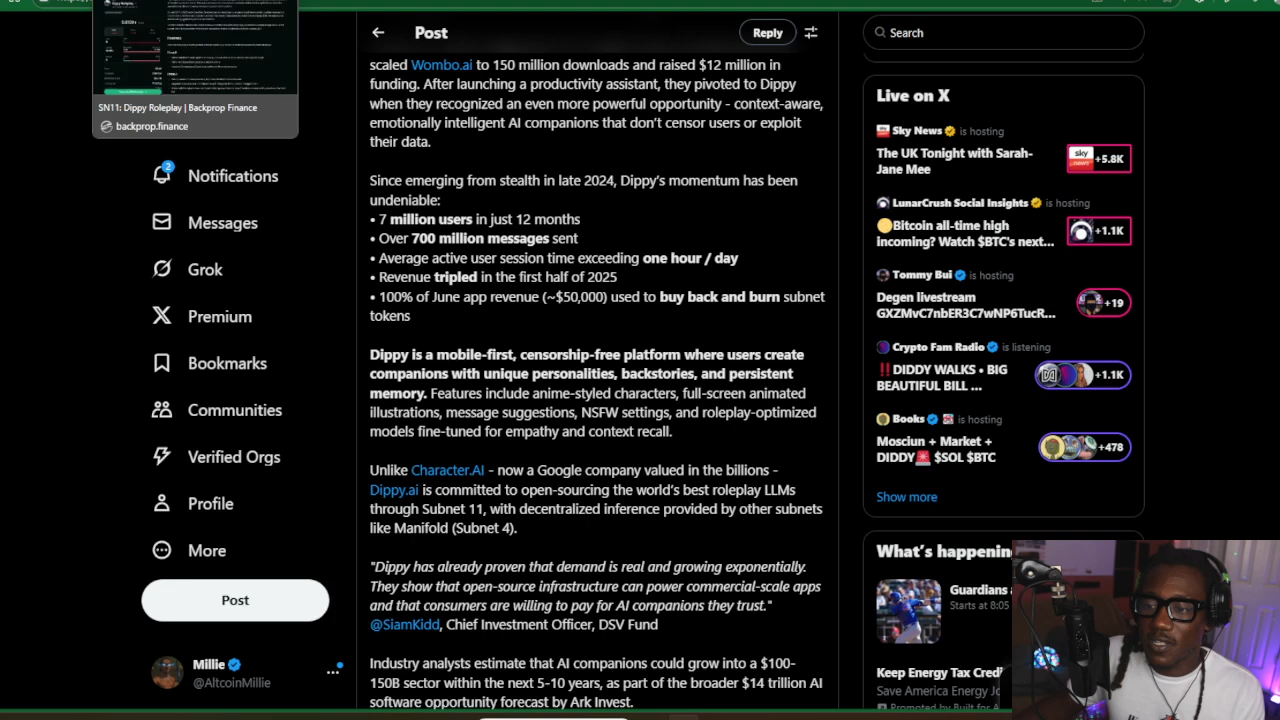 SN11: Dippy Roleplay | Backprop Finance
backprop.finance
Notifications
2
Messages
Grok
Premium
Bookmarks
Communities
Verified Orgs
Profile
More
Post
Millie
@AltcoinMillie
Post
Reply
scaled Wombo.ai to 150 million downloads and raised $12 million in
funding. After launching a personal AI assistant, they pivoted to Dippy
when they recognized an even more powerful opportunity - context-aware,
emotionally intelligent AI companions that don't censor users or exploit
their data.
Since emerging from stealth in late 2024, Dippy's momentum has been
undeniable:
▪ 7 million users in just 12 months
▪ Over 700 million messages sent
▪ Average active user session time exceeding one hour / day
▪ Revenue tripled in the first half of 2025
▪ 100% of June app revenue (~$50,000) used to buy back and burn subnet
tokens
Dippy is a mobile-first, censorship-free platform where users create
companions with unique personalities, backstories, and persistent
memory. Features include anime-styled characters, full-screen animated
illustrations, message suggestions, NSFW settings, and roleplay-optimized
models fine-tuned for empathy and context recall.
Unlike Character.AI - now a Google company valued in the billions -
Dippy.ai is committed to open-sourcing the world's best roleplay LLMs
through Subnet 11, with decentralized inference provided by other subnets
like Manifold (Subnet 4).
"Dippy has already proven that demand is real and growing exponentially.
They show that open-source infrastructure can power commercial-scale apps
and that consumers are willing to pay for AI companions they trust."
@SiamKidd, Chief Investment Officer, DSV Fund
Industry analysts estimate that AI companions could grow into a $100-
150B sector within the next 5-10 years, as part of the broader $14 trillion AI
software opportunity forecast by Ark Invest.
Search
Live on X
Sky News is hosting
The UK Tonight with Sarah-
Jane Mee
sky news
+5.8K
LunarCrush Social Insights is hosting
BItcoin all-time high
incoming? Watch $BTC's next...
+1.1K
Tommy Bui is hosting
Degen livestream
GXZMvC7nbER3C7wNP6TucR...
+19
Crypto Fam Radio is listening
‼️DIDDY WALKS • BIG
BEAUTIFUL BILL ...
+1.1K
Books is hosting
Mosciun + Market +
DIDDY🚨 $SOL $BTC
+478
Show more
What's happening
Guardians
Starts at 8:05
Keep Energy Tax
Save America Energy
Promoted by Built for